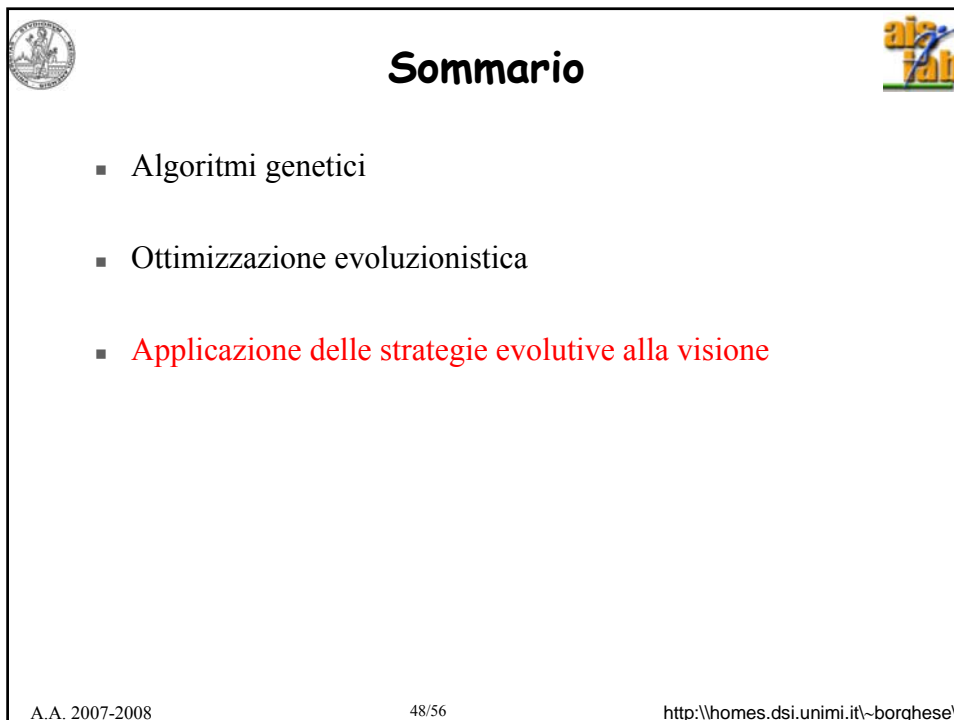 Sommario
Algoritmi genetici
Ottimizzazione evoluzionistica
Applicazione delle strategie evolutive alla visione
A.A. 2007-2008
48/56
http:\\homes.dsi.unimi.it\~borghese\